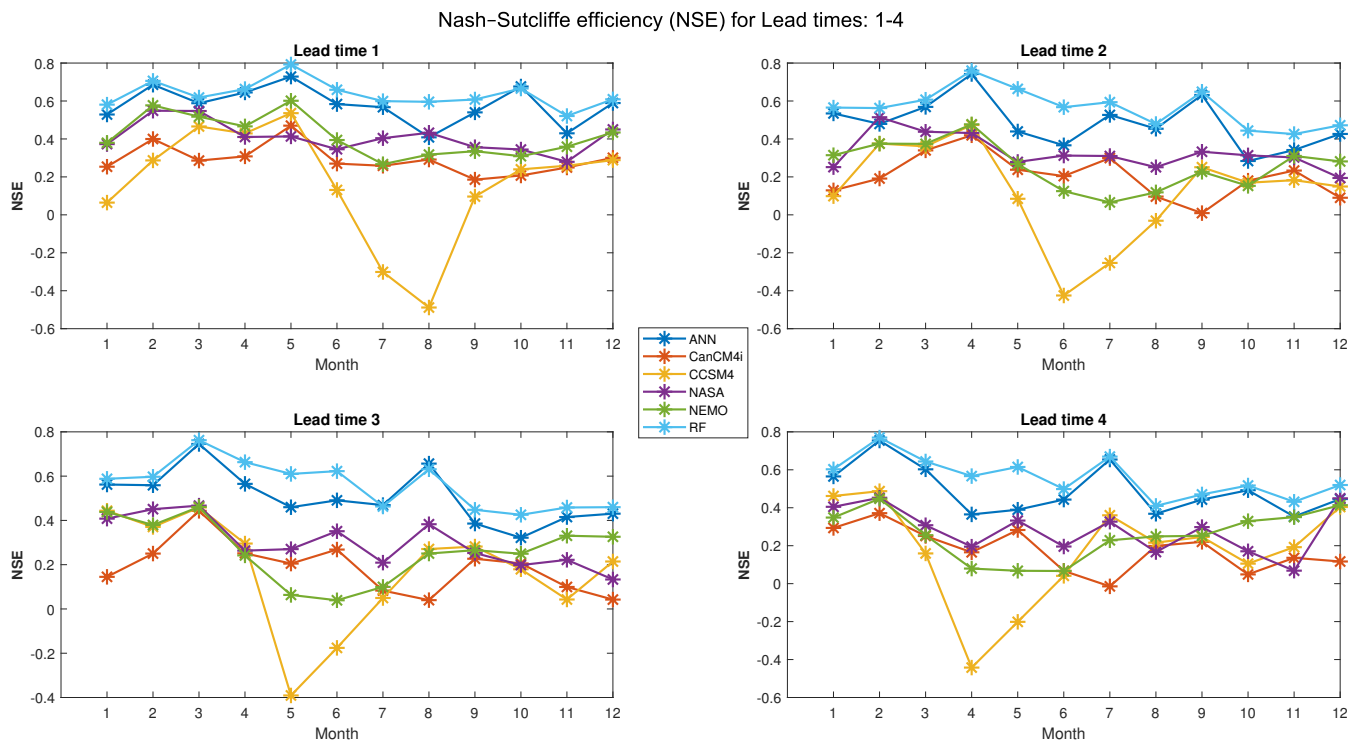 Nash−Sutcliffe efficiency (NSE) for Lead times: 1-4
Lead time 1
0.8
0.6
0.4
0.2
0
-0.2
-0.4
-0.6
NSE
1 2 3 4 5 6 7 8 9 10 11 12
Month
Lead time 2
0.8
0.6
0.4
0.2
0
-0.2
-0.4
-0.6
NSE
1 2 3 4 5 6 7 8 9 10 11 12
Month
ANN
CanCM4i
CCSM4
NASA
NEMO
RF
Lead time 3
0.8
0.6
0.4
0.2
0
-0.2
-0.4
NSE
1 2 3 4 5 6 7 8 9 10 11 12
Month
Lead time 4
0.8
0.6
0.4
0.2
0
-0.2
-0.4
-0.6
NSE
1 2 3 4 5 6 7 8 9 10 11 12
Month